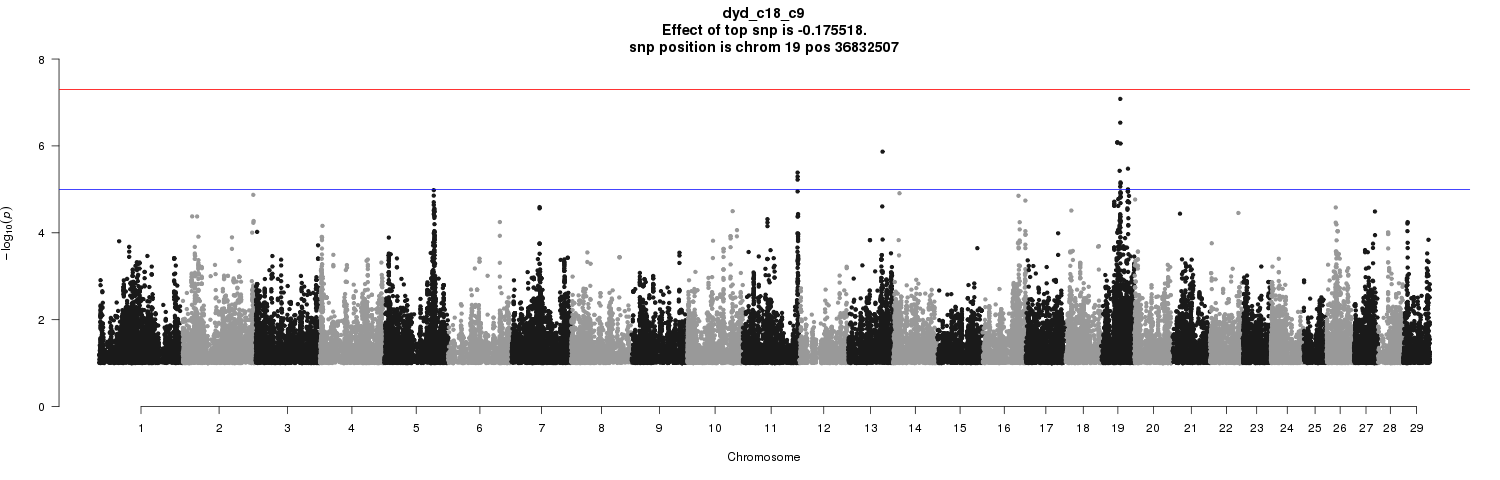 dyd_c18_c9
Effect of top snp is -0.175518.
snp position is chrom 19 pos 36832507
8
6
4
2
0
−log10(p)
1 2 3 4 5 6 7 8 9 10 11 12 13 14 15 16 17 18 19 20 21 22 23 24 25 26 27 28 29
Chromosome